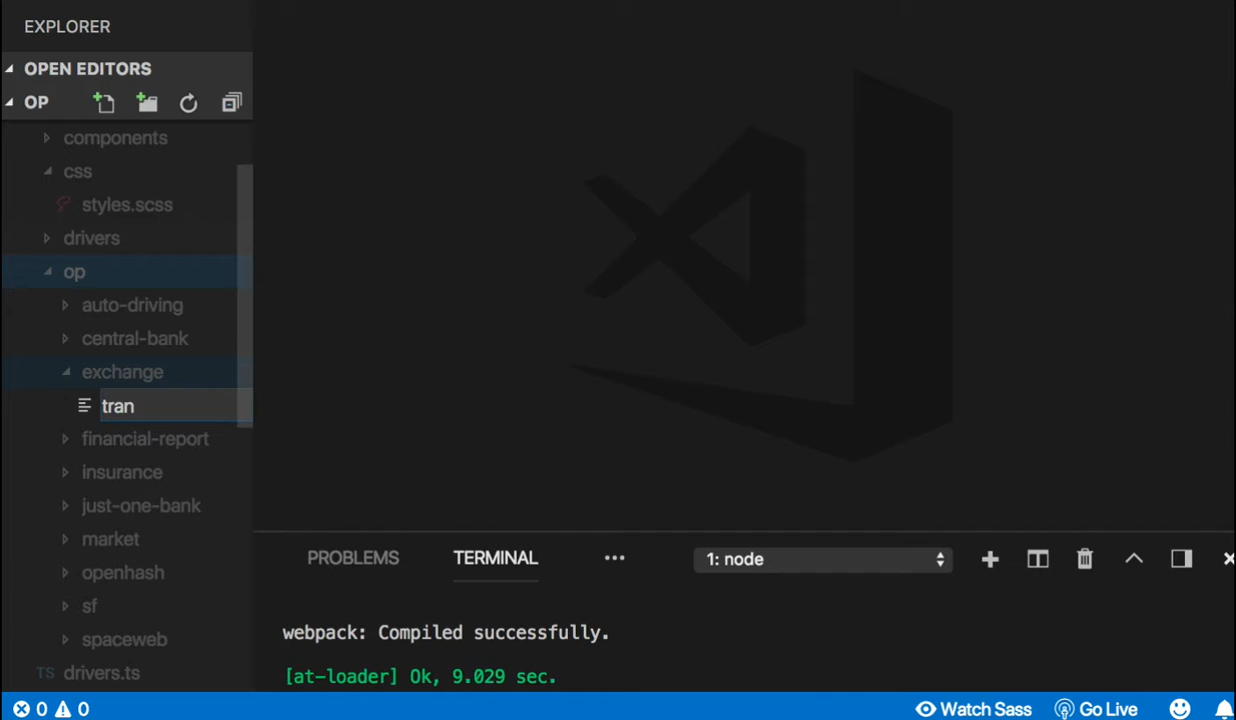 EXPLORER
OPEN EDITORS
OP
components
css
styles.scss
drivers
op
auto-driving
central-bank
exchange
tran
financial-report
insurance
just-one-bank
market
openhash
sf
spaceweb
TS drivers.ts
PROBLEMS TERMINAL ••• 1: node
webpack: Compiled successfully.
[at-loader] Ok, 9.029 sec.
0 0 Watch Sass Go Live